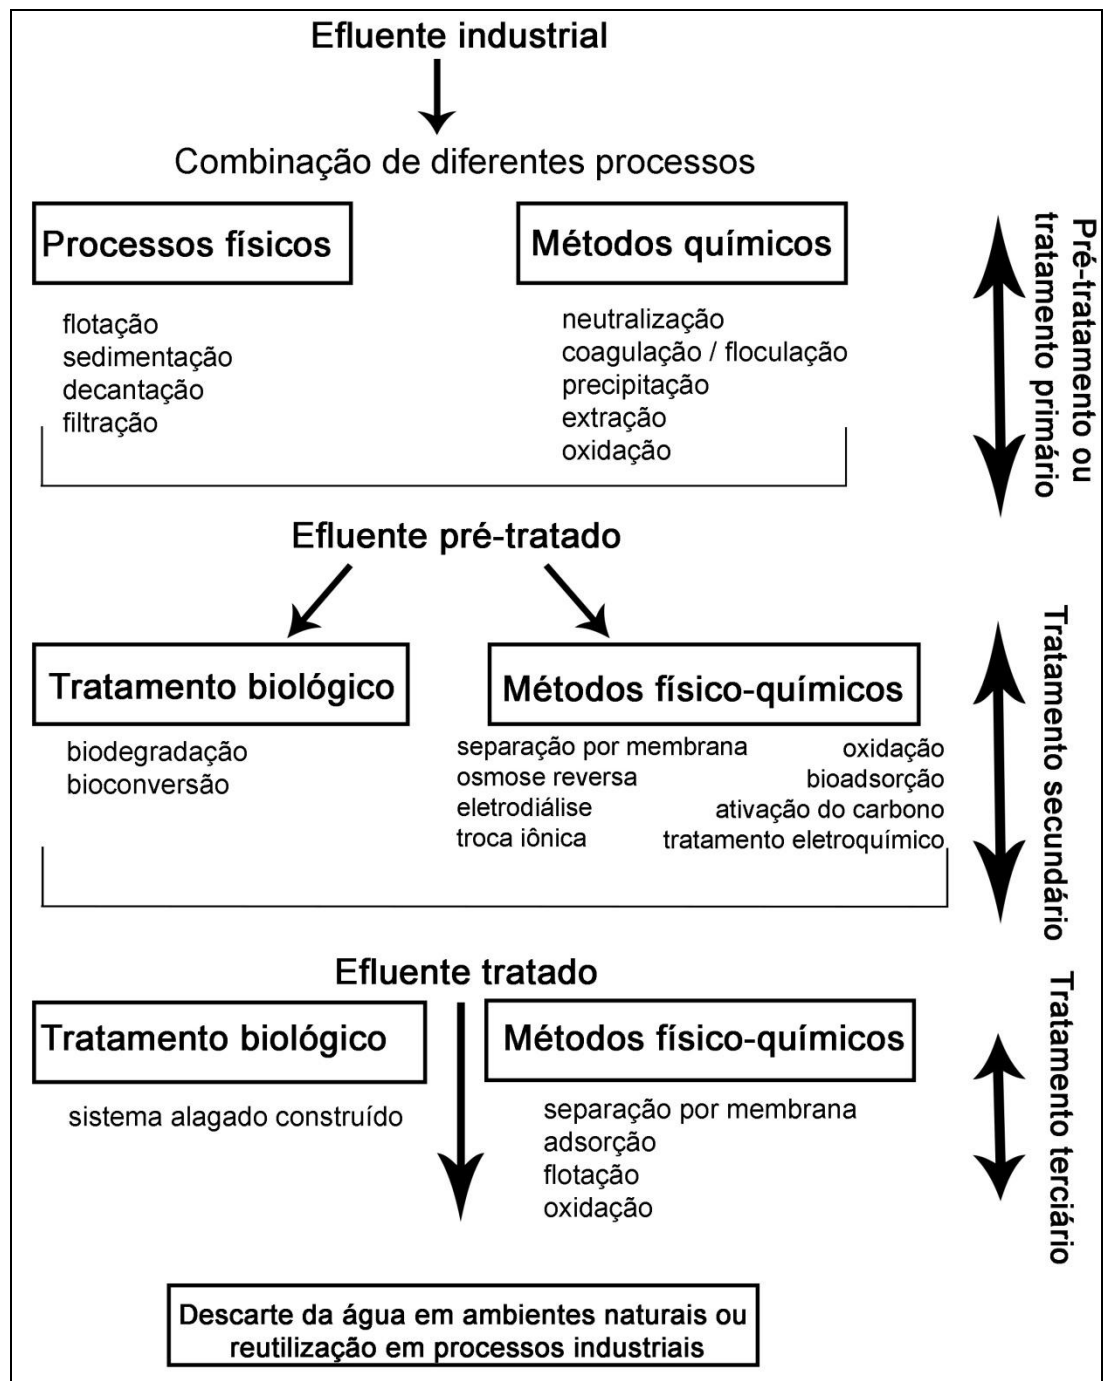 Efluente industrial
Combinação de diferentes processos
Processos físicos
flotação
sedimentação
decantação
filtração
Métodos químicos
neutralização
coagulação / floculação
precipitação
extração
oxidação
Pré-tratamento ou
tratamento primário
Efluente pré-tratado
Tratamento biológico
biodegradação
bioconversão
Métodos físico-químicos
separação por membrana
osmose reversa
eletrodiálise
troca iônica
oxidação
bioadsorção
ativação do carbono
tratamento eletroquímico
Tratamento secundário
Efluente tratado
Tratamento biológico
sistema alagado construído
Métodos físico-químicos
separação por membrana
adsorção
flotação
oxidação
Tratamento terciário
Descarte da água em ambientes naturais ou
reutilização em processos industriais